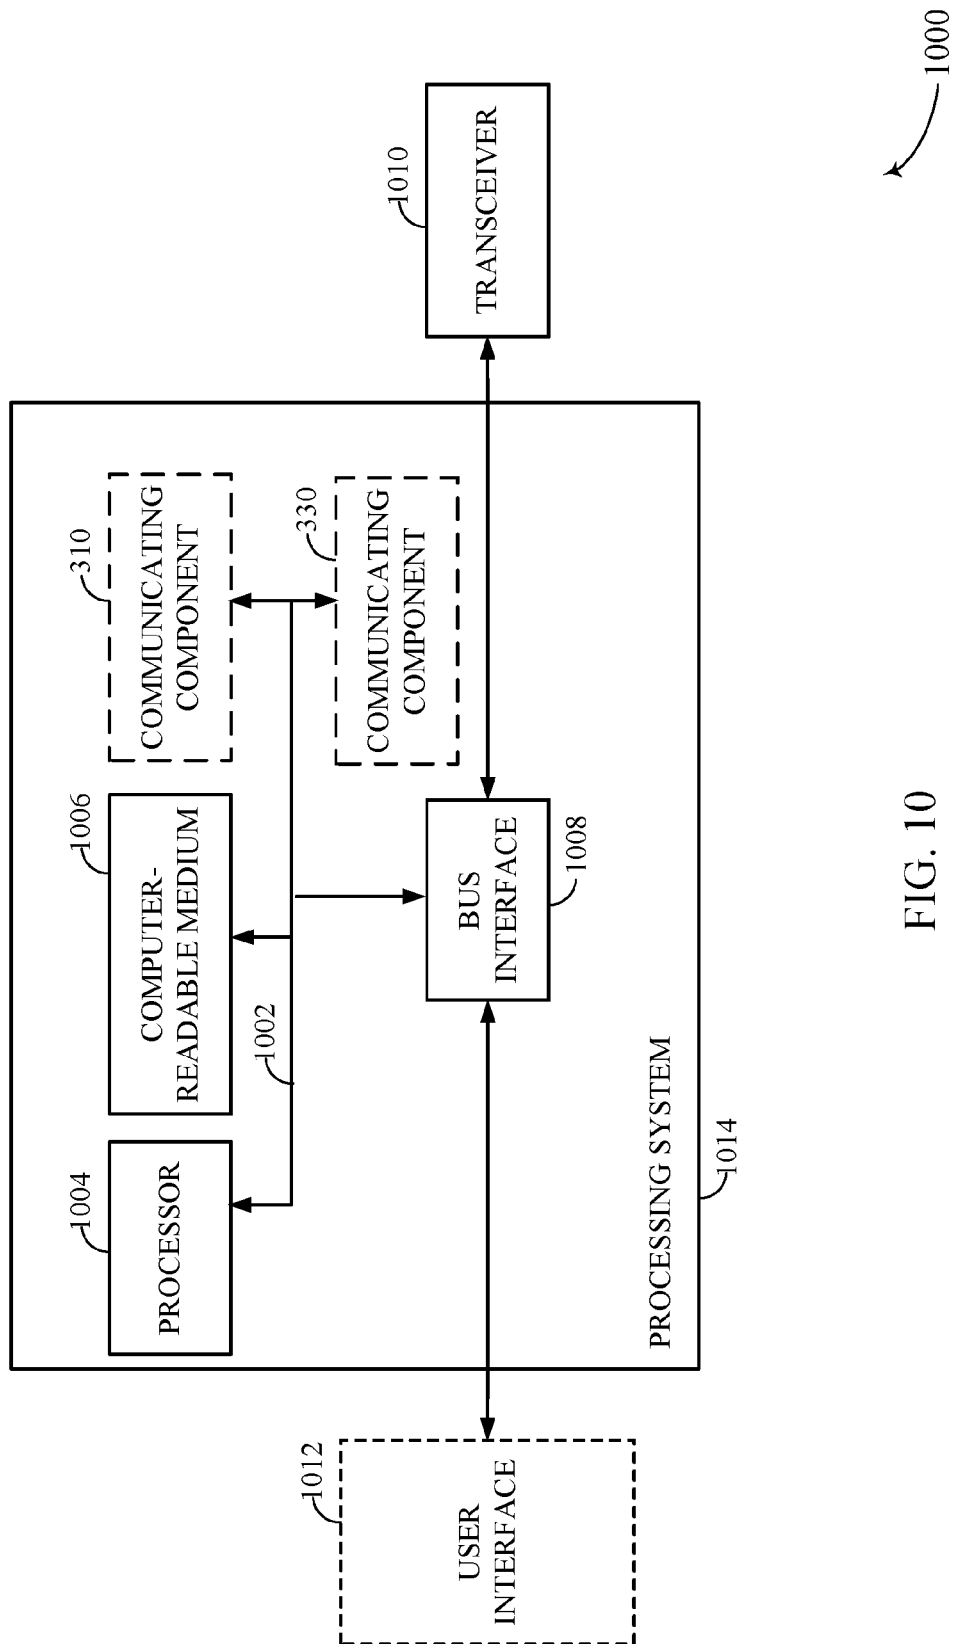 1000
1010
TRANSCEIVER
310
COMMUNICATING
COMPONENT
330
COMMUNICATING
COMPONENT
1006
COMPUTER-
READABLE MEDIUM
1004
PROCESSOR
1002
BUS
INTERFACE
1008
PROCESSING SYSTEM
1014
1012
USER
INTERFACE
FIG. 10